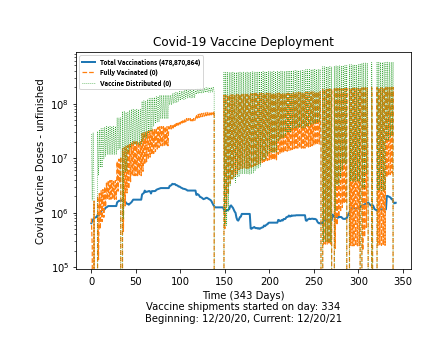 Covid-19 Vaccine Deployment
Total Vaccinations (478,870,864)
Fully Vacinated (0)
Vaccine Distributed (0)
Covid Vaccine Doses - unfinished
10⁸
10⁷
10⁶
10⁵
0 50 100 150 200 250 300 350
Time (343 Days)
Vaccine shipments started on day: 334
Beginning: 12/20/20, Current: 12/20/21